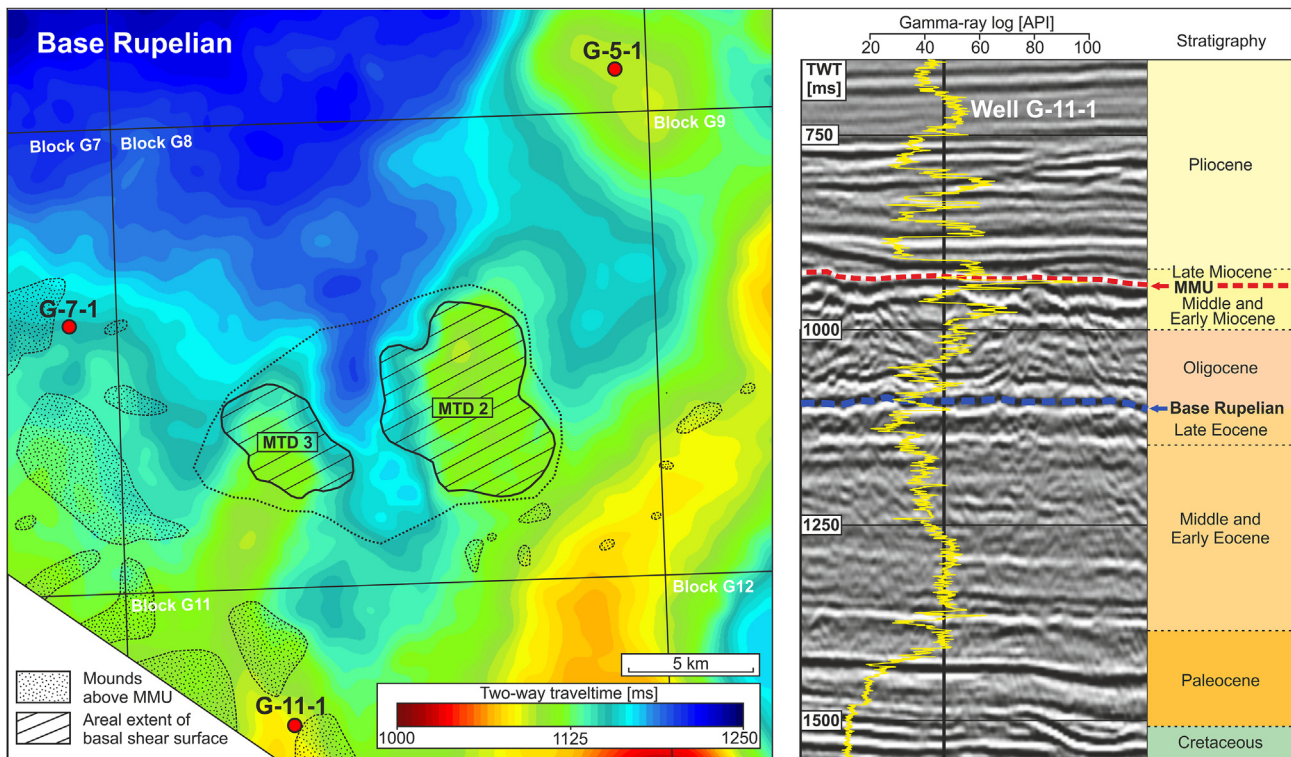 Base Rupelian
G-5-1
Block G7
Block G8
Block G9
G-7-1
MTD 2
MTD 3
Block G11
Block G12
5 km
Mounds
above MMU
Areal extent of
basal shear surface
G-11-1
Two-way traveltime [ms]
1000
1125
1250
Gamma-ray log [API]
20
40
60
80
100
Stratigraphy
TWT
[ms]
Well G-11-1
750
1000
1250
1500
Pliocene
Late Miocene
MMU
Middle and
Early Miocene
Oligocene
Base Rupelian
Late Eocene
Middle and
Early Eocene
Paleocene
Cretaceous